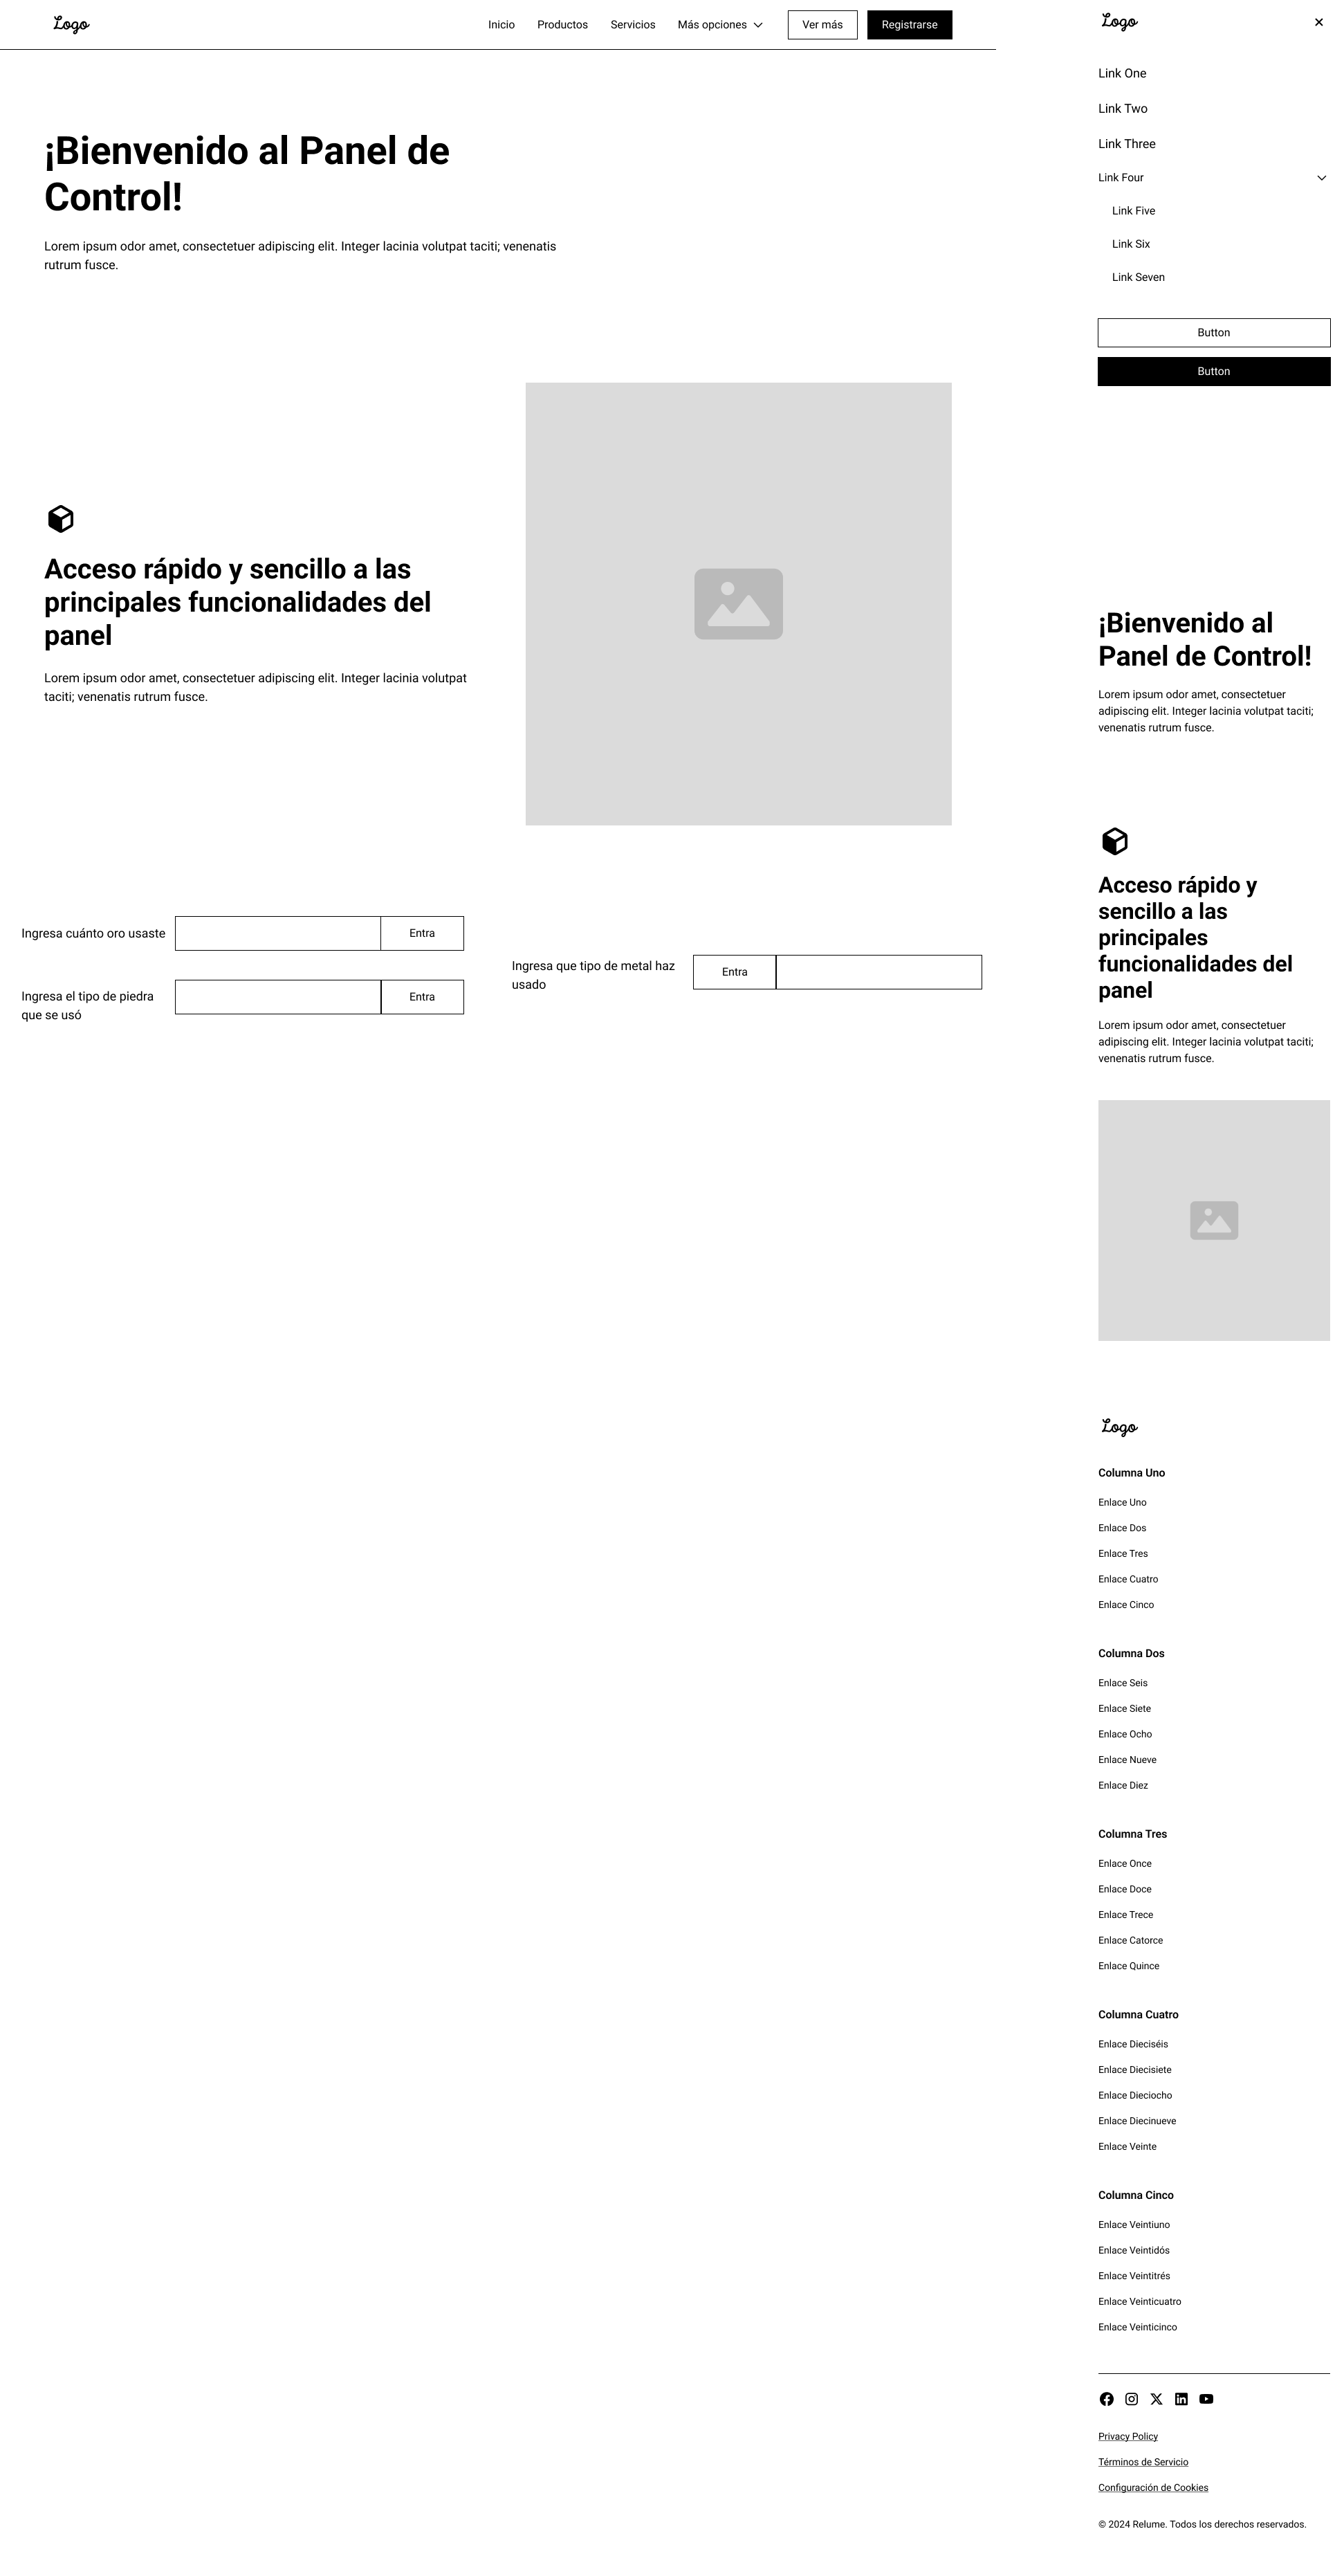 Logo
Inicio
Productos
Servicios
Más opciones
Ver más
Registrarse
¡Bienvenido al Panel de
Control!
Lorem ipsum odor amet, consectetuer adipiscing elit. Integer lacinia volutpat taciti; venenatis
rutrum fusce.
Acceso rápido y sencillo a las
principales funcionalidades del
panel
Lorem ipsum odor amet, consectetuer adipiscing elit. Integer lacinia volutpat
taciti; venenatis rutrum fusce.
Ingresa cuánto oro usaste
Entra
Ingresa el tipo de piedra
que se usó
Entra
Ingresa que tipo de metal haz
usado
Entra
Logo
Link One
Link Two
Link Three
Link Four
Link Five
Link Six
Link Seven
Button
Button
¡Bienvenido al
Panel de Control!
Lorem ipsum odor amet, consectetuer
adipiscing elit. Integer lacinia volutpat taciti;
venenatis rutrum fusce.
Acceso rápido y
sencillo a las
principales
funcionalidades del
panel
Lorem ipsum odor amet, consectetuer
adipiscing elit. Integer lacinia volutpat taciti;
venenatis rutrum fusce.
Logo
Columna Uno
Enlace Uno
Enlace Dos
Enlace Tres
Enlace Cuatro
Enlace Cinco
Columna Dos
Enlace Seis
Enlace Siete
Enlace Ocho
Enlace Nueve
Enlace Diez
Columna Tres
Enlace Once
Enlace Doce
Enlace Trece
Enlace Catorce
Enlace Quince
Columna Cuatro
Enlace Dieciséis
Enlace Diecisiete
Enlace Dieciocho
Enlace Diecinueve
Enlace Veinte
Columna Cinco
Enlace Veintiuno
Enlace Veintidós
Enlace Veintitrés
Enlace Veinticuatro
Enlace Veinticinco
Privacy Policy
Términos de Servicio
Configuración de Cookies
© 2024 Relume. Todos los derechos reservados.